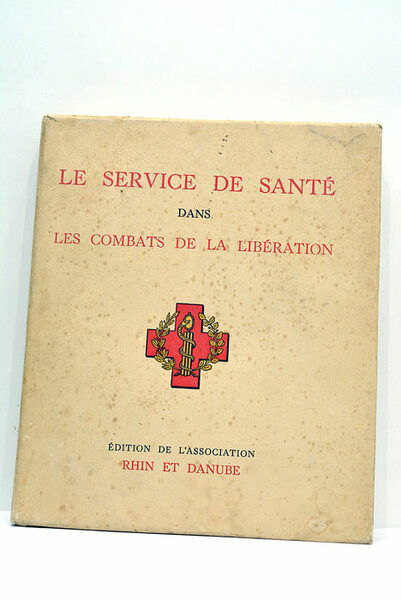 LE SERVICE DE SANTÉ
DANS
LES COMBATS DE LA LIBÉRATION
ÉDITION DE L'ASSOCIATION
RHIN ET DANUBE